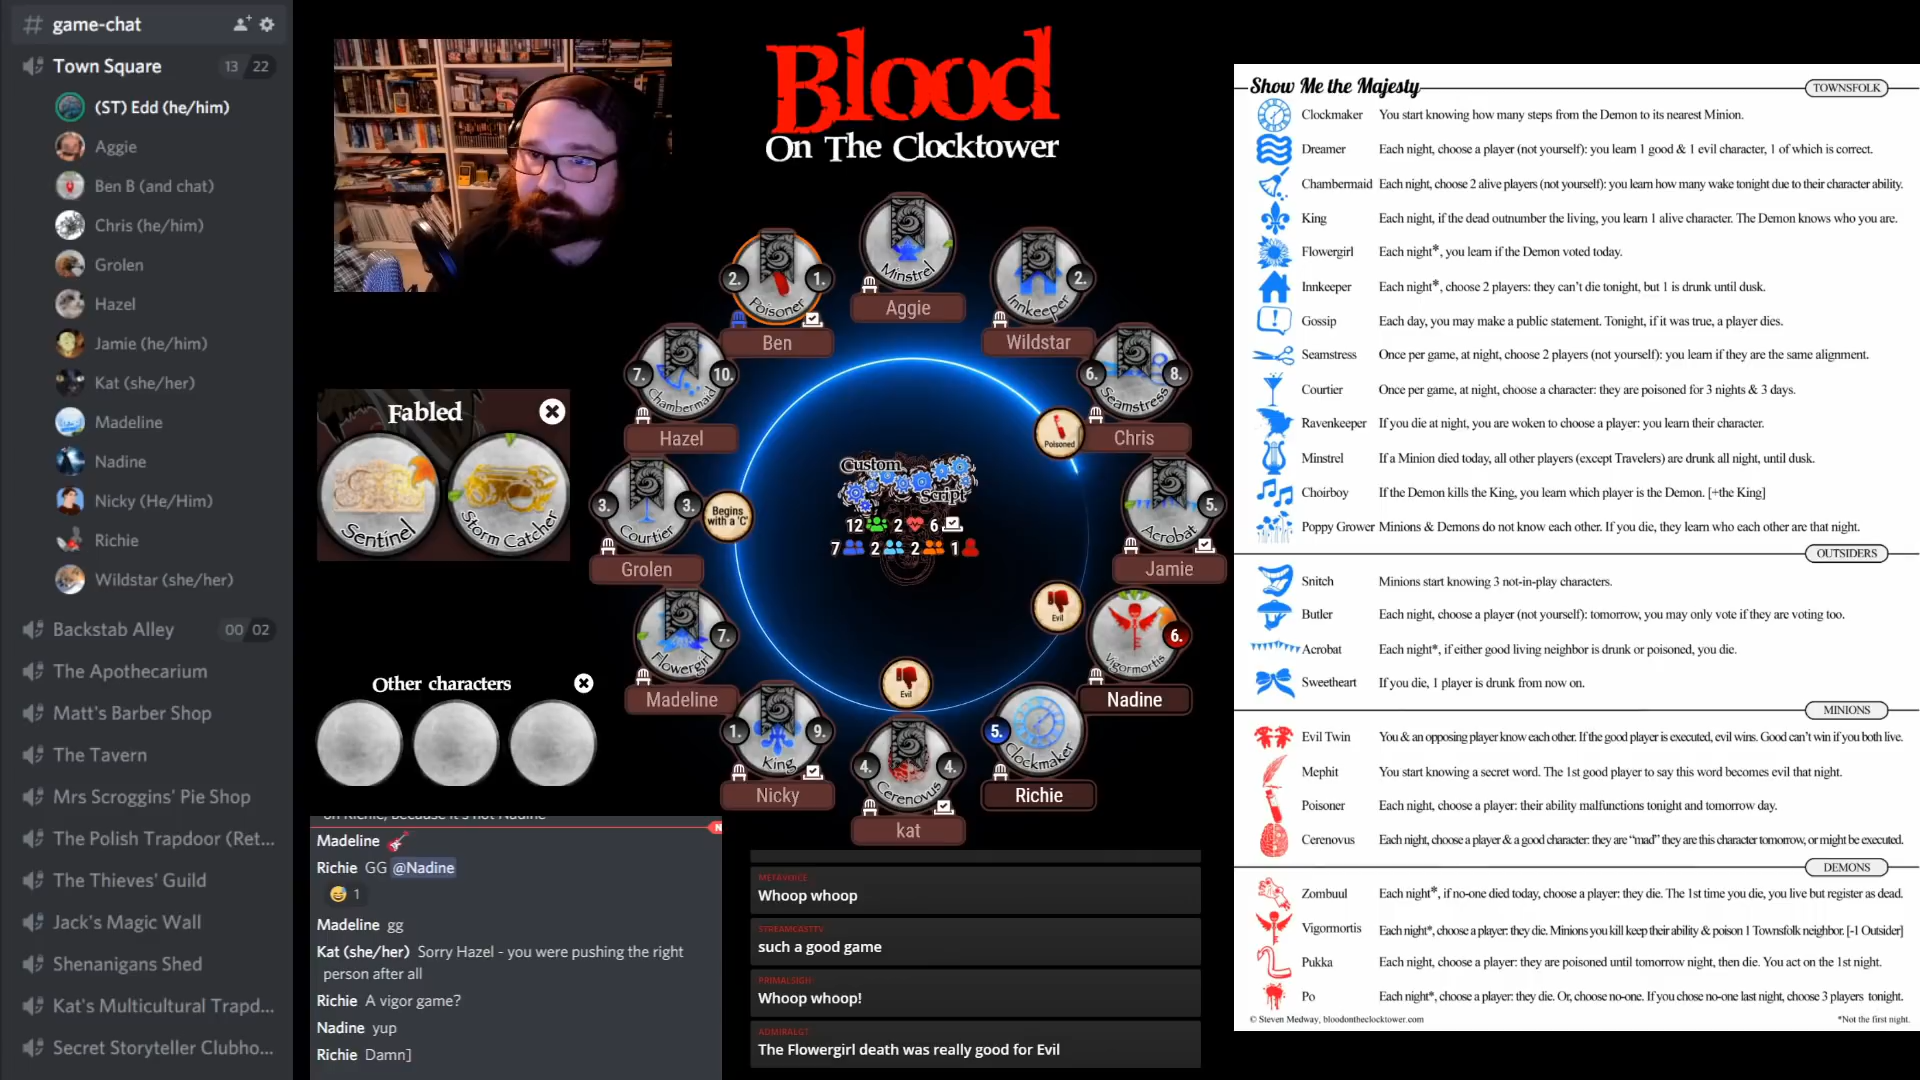 # game-chat
Town Square 13 / 22
(ST) Edd (he/him)
Aggie
Ben B (and chat)
Chris (he/him)
Grolen
Hazel
Jamie (he/him)
Kat (she/her)
Madeline
Nadine
Nicky (He/Him)
Richie
Wildstar (she/her)
Backstab Alley 00 / 02
The Apothecarium
Matt's Barber Shop
The Tavern
Mrs Scroggins' Pie Shop
The Polish Trapdoor (Ret...
The Thieves' Guild
Jack's Magic Wall
Shenanigans Shed
Kat's Multicultural Trapd...
Secret Storyteller Clubho...
Blood
On The Clocktower
Fabled
Sentinel
Storm Catcher
Other characters
Minstrel
Aggie
2.
Innkeeper
Wildstar
6. 8.
Seamstress
Chris
Poisoned
5.
Acrobat
Jamie
6.
Vigormortis
Nadine
Evil
5.
Clockmaker
Richie
4. 4.
Cerenovus
kat
Evil
1. 9.
King
Nicky
7.
Flowergirl
Madeline
3. 3.
Courtier
Grolen
Begins with a 'C'
7. 10.
Chambermaid
Hazel
2. 1.
Poisoner
Ben
Custom
Script
12 2 6
7 2 2 1
on Richie, because it's not Nadine
Madeline
Richie GG @Nadine
1
Madeline gg
Kat (she/her) Sorry Hazel - you were pushing the right
person after all
Richie A vigor game?
Nadine yup
Richie Damn]
METAVOICE
Whoop whoop
STREAMCASTTV
such a good game
PRIMALSIGH
Whoop whoop!
ADMIRALGT
The Flowergirl death was really good for Evil
Show Me the Majesty
TOWNSFOLK
Clockmaker You start knowing how many steps from the Demon to its nearest Minion.
Dreamer Each night, choose a player (not yourself): you learn 1 good & 1 evil character, 1 of which is correct.
Chambermaid Each night, choose 2 alive players (not yourself): you learn how many wake tonight due to their character ability.
King Each night, if the dead outnumber the living, you learn 1 alive character. The Demon knows who you are.
Flowergirl Each night*, you learn if the Demon voted today.
Innkeeper Each night*, choose 2 players: they can't die tonight, but 1 is drunk until dusk.
Gossip Each day, you may make a public statement. Tonight, if it was true, a player dies.
Seamstress Once per game, at night, choose 2 players (not yourself): you learn if they are the same alignment.
Courtier Once per game, at night, choose a character: they are poisoned for 3 nights & 3 days.
Ravenkeeper If you die at night, you are woken to choose a player: you learn their character.
Minstrel If a Minion died today, all other players (except Travelers) are drunk all night, until dusk.
Choirboy If the Demon kills the King, you learn which player is the Demon. [+the King]
Poppy Grower Minions & Demons do not know each other. If you die, they learn who each other are that night.
OUTSIDERS
Snitch Minions start knowing 3 not-in-play characters.
Butler Each night, choose a player (not yourself): tomorrow, you may only vote if they are voting too.
Acrobat Each night*, if either good living neighbor is drunk or poisoned, you die.
Sweetheart If you die, 1 player is drunk from now on.
MINIONS
Evil Twin You & an opposing player know each other. If the good player is executed, evil wins. Good can't win if you both live.
Mephit You start knowing a secret word. The 1st good player to say this word becomes evil that night.
Poisoner Each night, choose a player: their ability malfunctions tonight and tomorrow day.
Cerenovus Each night, choose a player & a good character: they are “mad” they are this character tomorrow, or might be executed.
DEMONS
Zombuul Each night*, if no-one died today, choose a player: they die. The 1st time you die, you live but register as dead.
Vigormortis Each night*, choose a player: they die. Minions you kill keep their ability & poison 1 Townsfolk neighbor. [-1 Outsider]
Pukka Each night, choose a player: they are poisoned until tomorrow night, then die. You act on the 1st night.
Po Each night*, choose a player: they die. Or, choose no-one. If you chose no-one last night, choose 3 players tonight.
© Steven Medway, bloodontheclocktower.com *Not the first night.